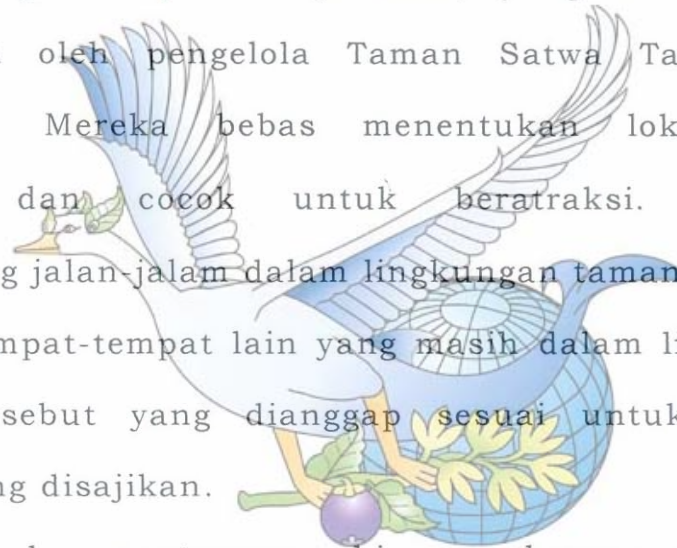 oleh pengelola Taman Satwa Ta
Mereka bebas menentukan lok
dan cocok untuk beratraksi.
g jalan-jalam dalam lingkungan taman
mpat-tempat lain yang masih dalam li
sebut yang dianggap sesuai untuk
ng disajikan.